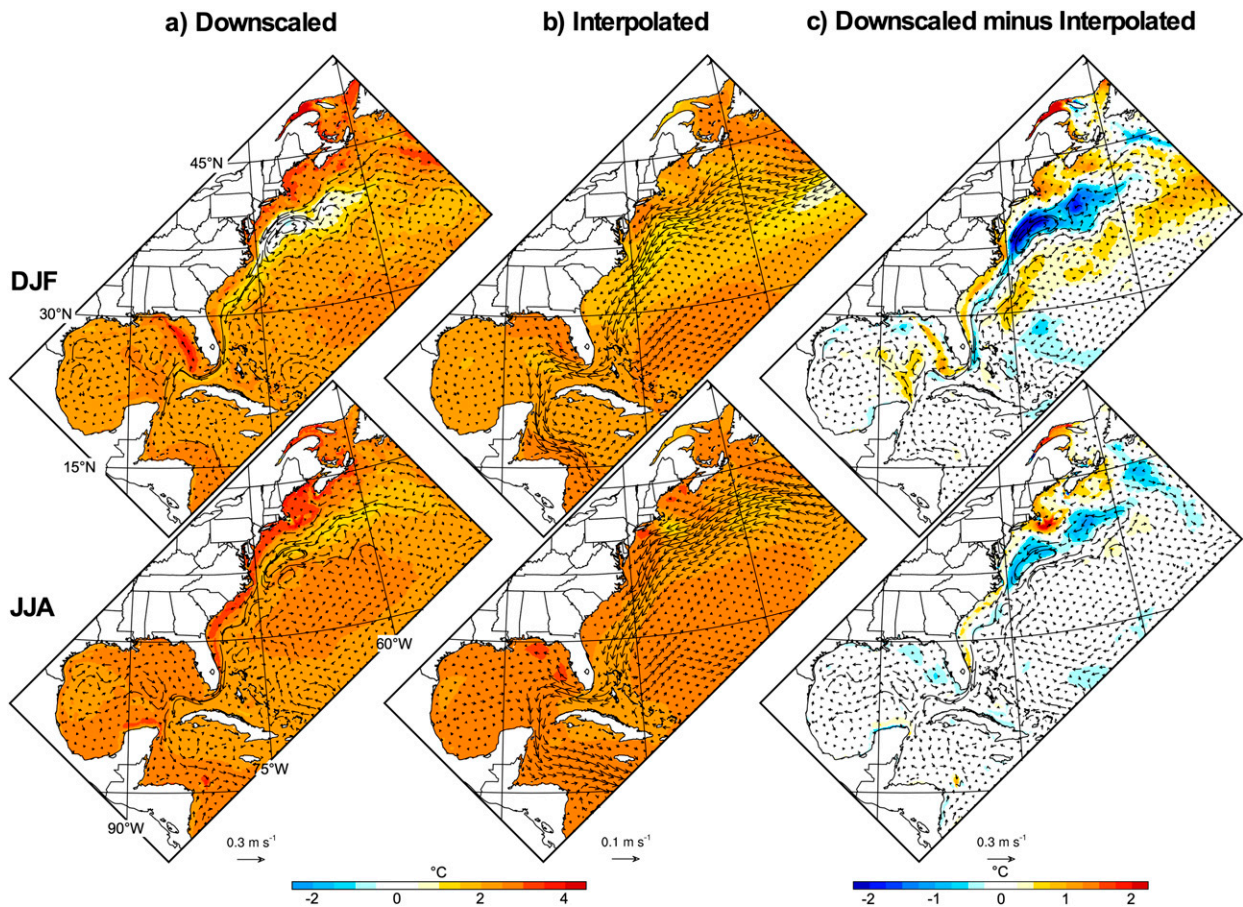 a) Downscaled b) Interpolated c) Downscaled minus Interpolated
45°N
DJF
30°N
15°N
JJA
60°W
75°W
90°W
0.3 m s⁻¹ 0.1 m s⁻¹ 0.3 m s⁻¹
°C °C
-2 0 2 4 -2 -1 0 1 2